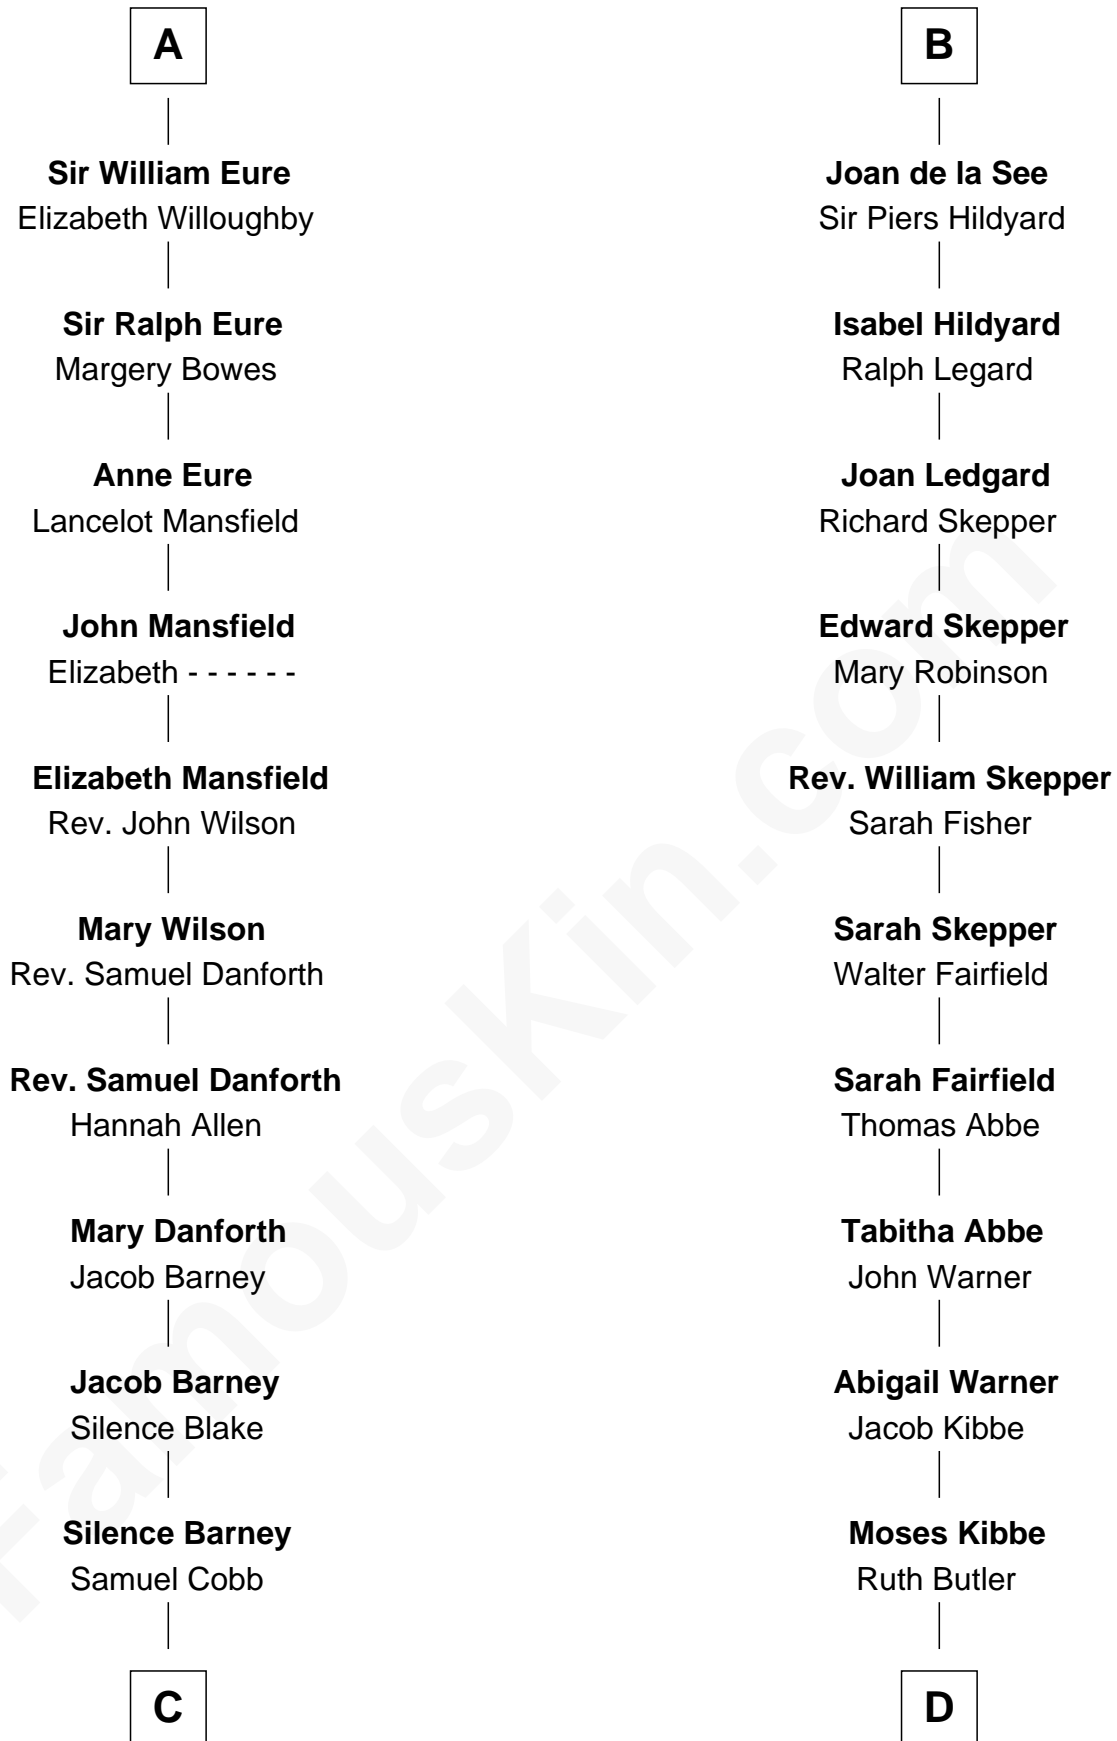 A
Sir William Eure
Elizabeth Willoughby
Sir Ralph Eure
Margery Bowes
Anne Eure
Lancelot Mansfield
John Mansfield
Elizabeth - - - - - -
Elizabeth Mansfield
Rev. John Wilson
Mary Wilson
Rev. Samuel Danforth
Rev. Samuel Danforth
Hannah Allen
Mary Danforth
Jacob Barney
Jacob Barney
Silence Blake
Silence Barney
Samuel Cobb
C
B
Joan de la See
Sir Piers Hildyard
Isabel Hildyard
Ralph Legard
Joan Ledgard
Richard Skepper
Edward Skepper
Mary Robinson
Rev. William Skepper
Sarah Fisher
Sarah Skepper
Walter Fairfield
Sarah Fairfield
Thomas Abbe
Tabitha Abbe
John Warner
Abigail Warner
Jacob Kibbe
Moses Kibbe
Ruth Butler
D
FamousKin.com